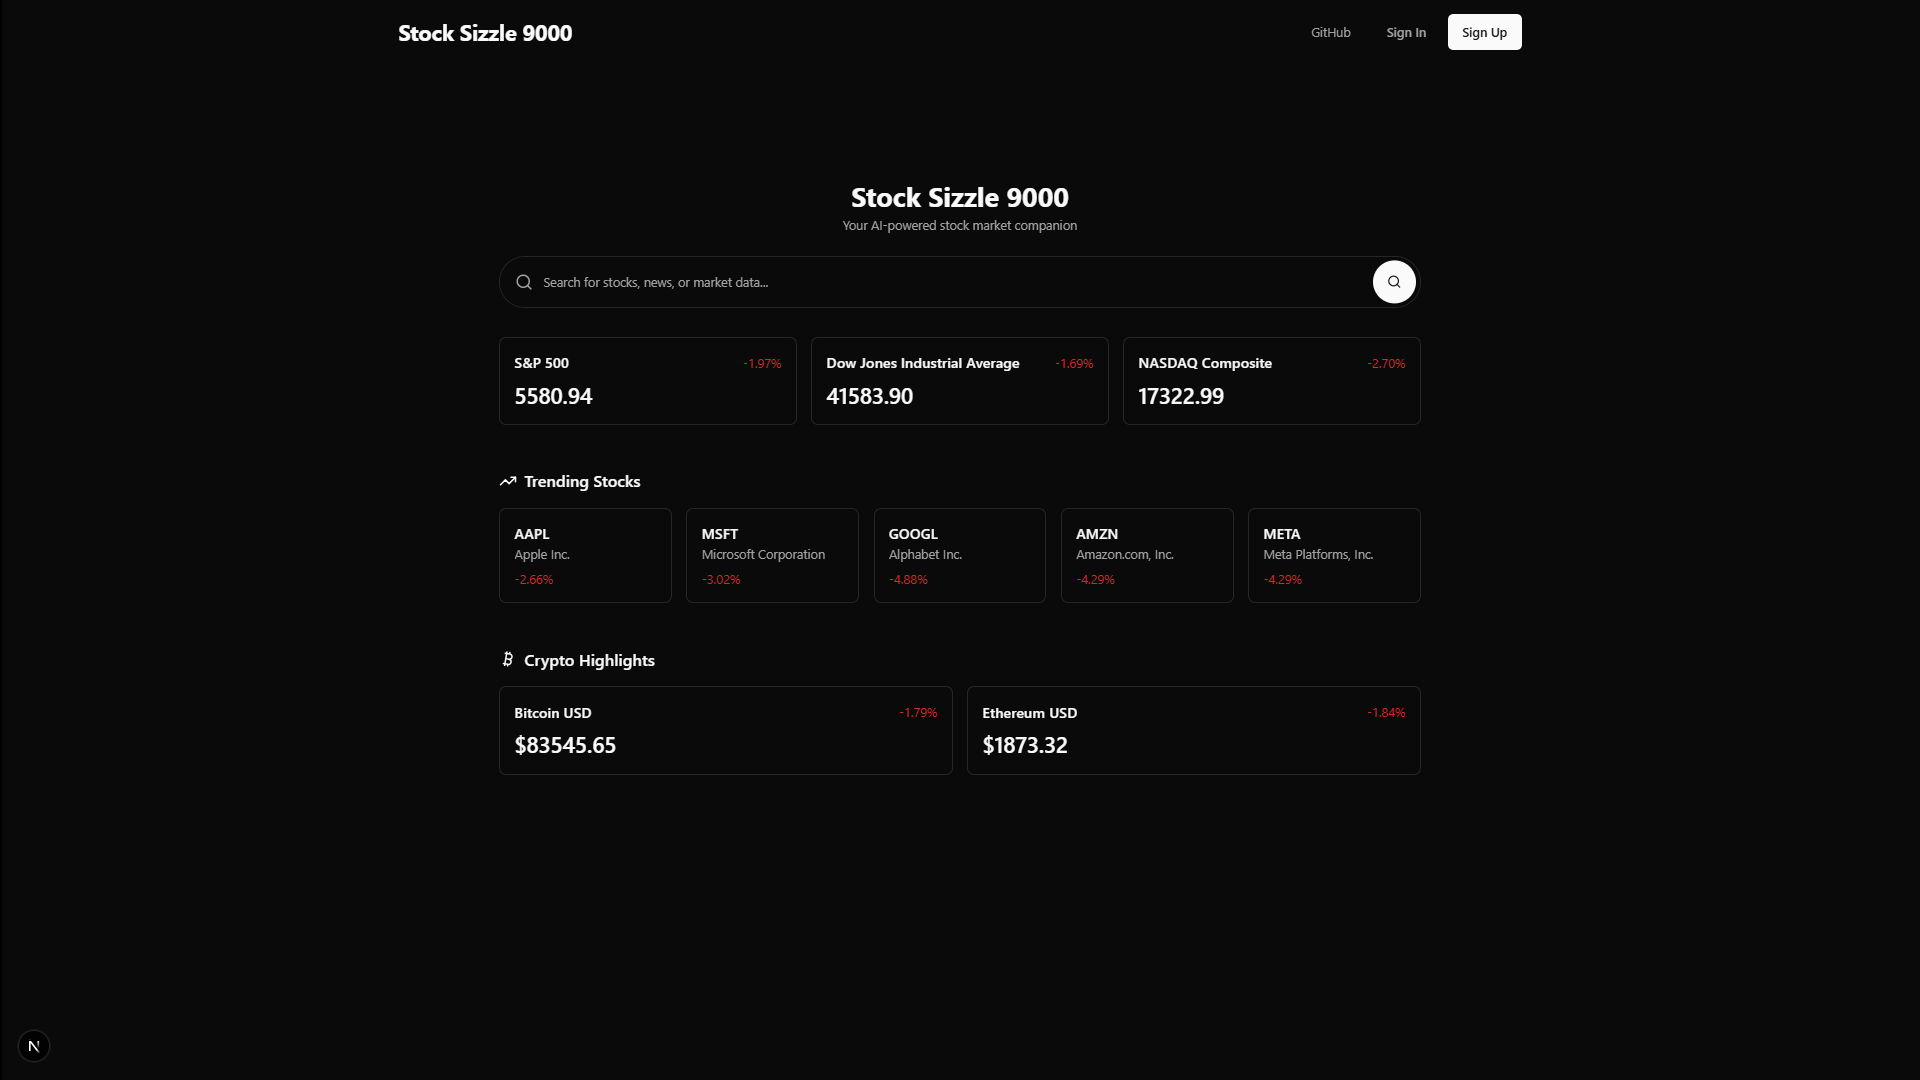 Stock Sizzle 9000
GitHub
Sign In
Sign Up
Stock Sizzle 9000
Your AI-powered stock market companion
Search for stocks, news, or market data...
S&P 500
-1.97%
5580.94
Dow Jones Industrial Average
-1.69%
41583.90
NASDAQ Composite
-2.70%
17322.99
Trending Stocks
AAPL
Apple Inc.
-2.66%
MSFT
Microsoft Corporation
-3.02%
GOOGL
Alphabet Inc.
-4.88%
AMZN
Amazon.com, Inc.
-4.29%
META
Meta Platforms, Inc.
-4.29%
Crypto Highlights
Bitcoin USD
-1.79%
$83545.65
Ethereum USD
-1.84%
$1873.32
N